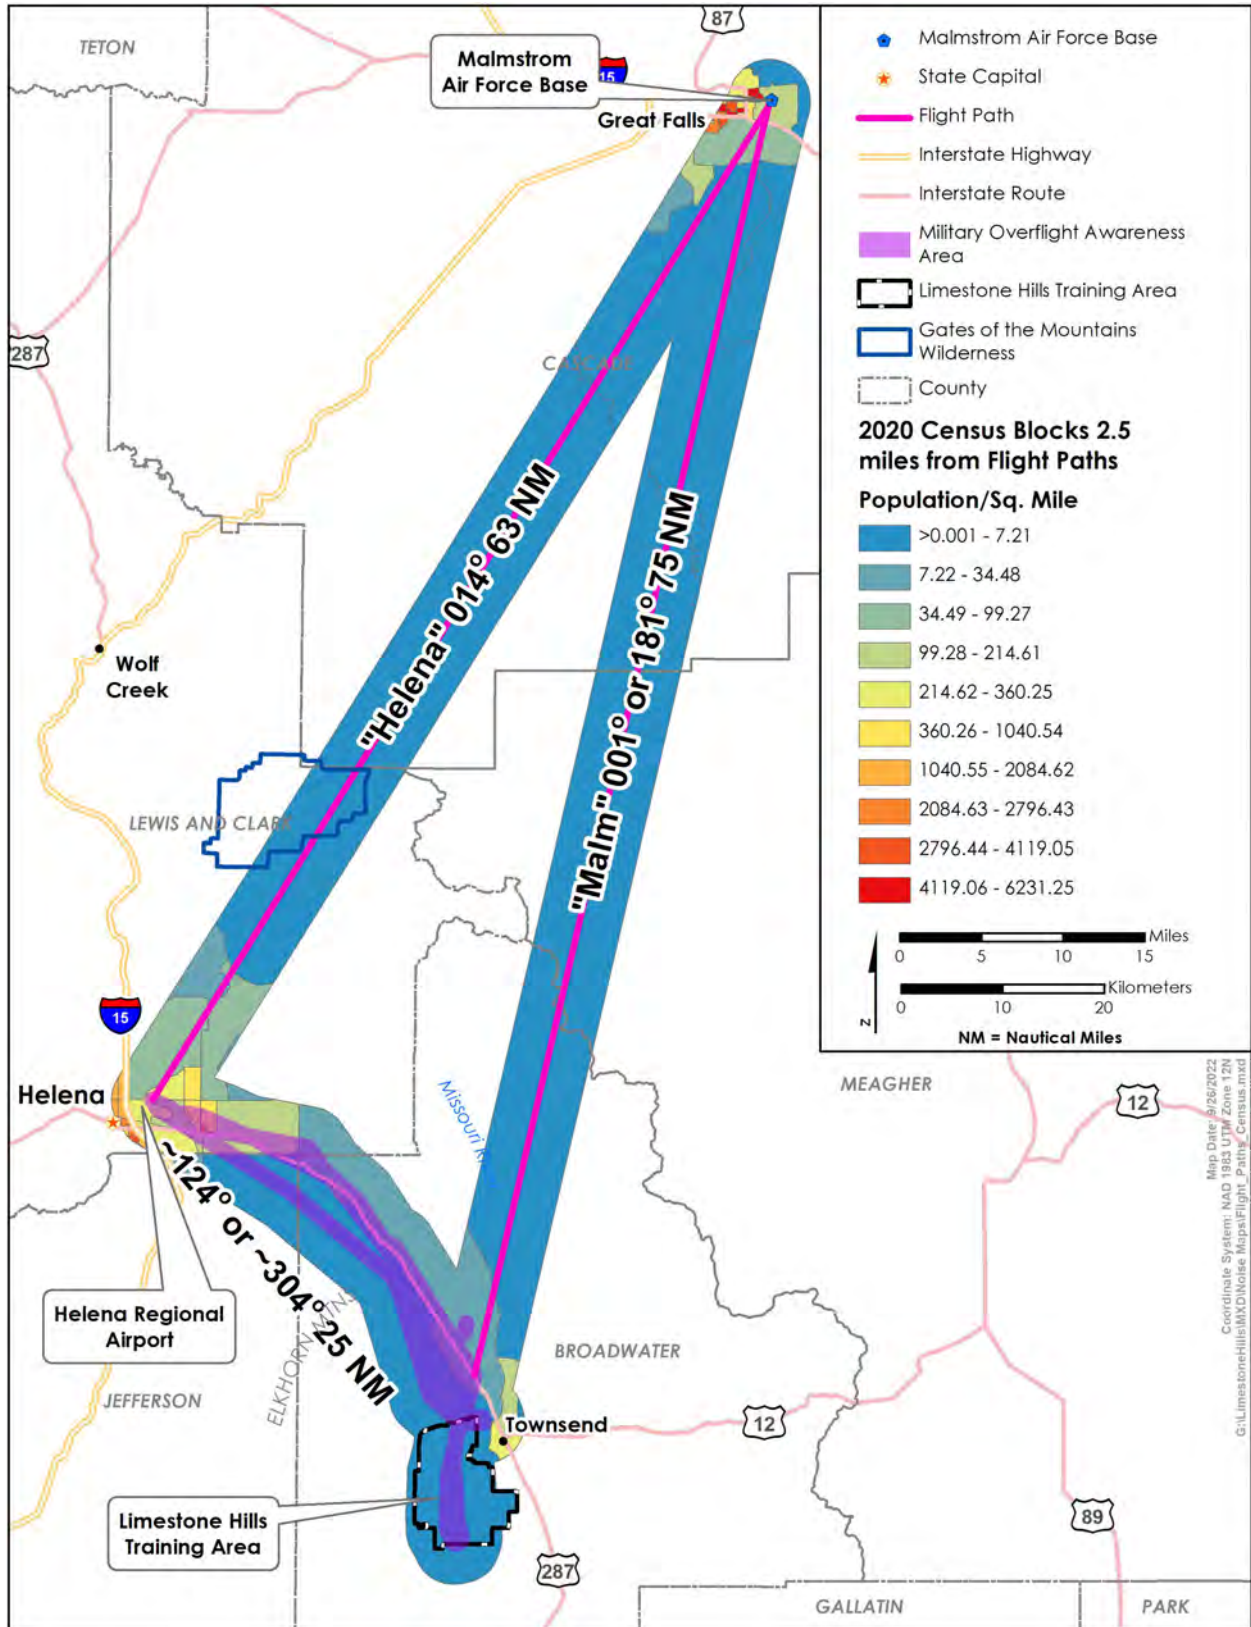 87
TETON
Malmstrom
Air Force Base
15
Great Falls
287
CASCADE
"Helena" 014° 63 NM
"Malm" 001° or 181° 75 NM
Wolf
Creek
LEWIS AND CLARK
15
Helena
Missouri R.
MEAGHER
12
~124° or ~304° 25 NM
Helena Regional
Airport
ELKHORN MTNS
JEFFERSON
BROADWATER
Townsend
12
Limestone Hills
Training Area
287
89
GALLATIN
PARK
Malmstrom Air Force Base
State Capital
Flight Path
Interstate Highway
Interstate Route
Military Overflight Awareness
Area
Limestone Hills Training Area
Gates of the Mountains
Wilderness
County
2020 Census Blocks 2.5
miles from Flight Paths
Population/Sq. Mile
>0.001 - 7.21
7.22 - 34.48
34.49 - 99.27
99.28 - 214.61
214.62 - 360.25
360.26 - 1040.54
1040.55 - 2084.62
2084.63 - 2796.43
2796.44 - 4119.05
4119.06 - 6231.25
Miles
0 5 10 15
Kilometers
0 10 20
N
NM = Nautical Miles
Map Date: 9/26/2022
Coordinate System: NAD 1983 UTM Zone 12N
G:\LimestoneHills\MXD\Noise Maps\Flight_Paths_Census.mxd